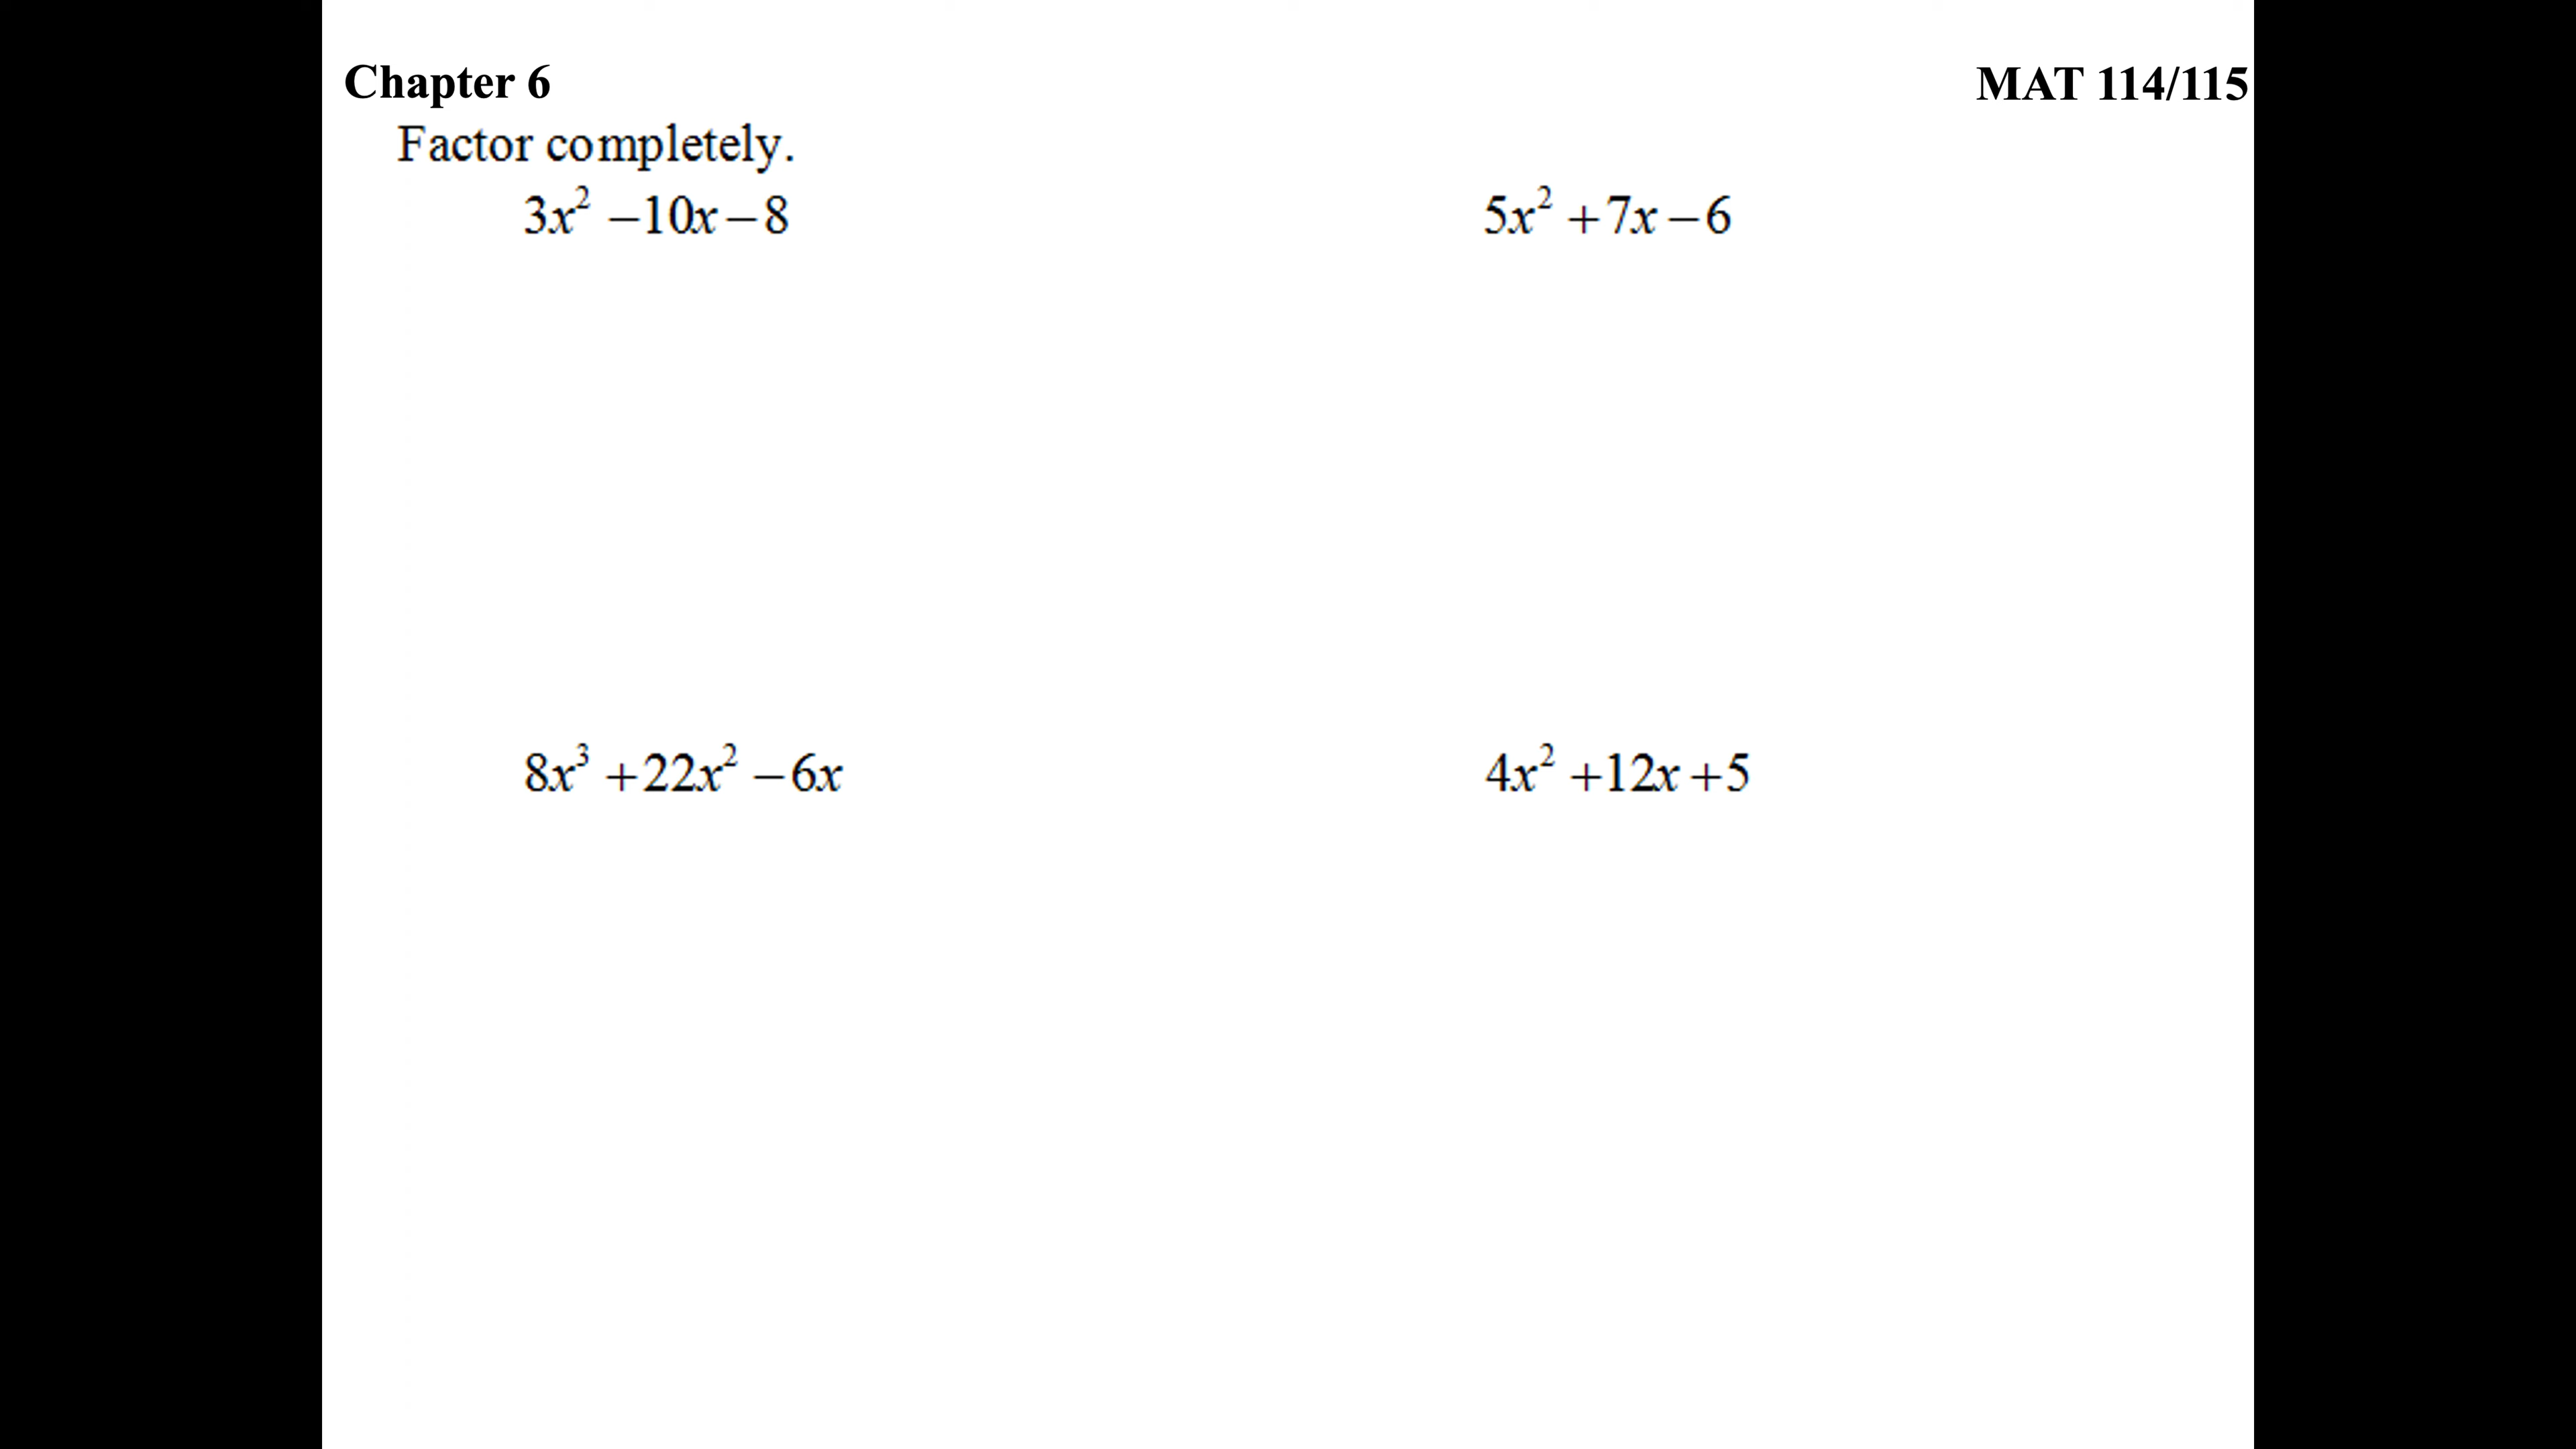 Chapter 6 MAT 114/115
Factor completely.
3x² −10x−8 5x² +7x−6
8x³ +22x² −6x 4x² +12x+5